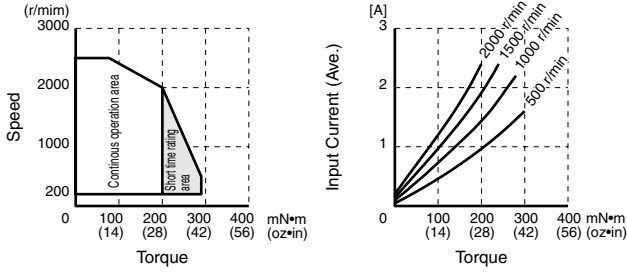 (r/mim)
3000
2000
1000
200
0
100
200
300
400
mN•m
(14)
(28)
(42)
(56)
(oz•in)
Speed
Torque
Continous operation area
Short time rating
area
[A]
3
2
1
0
100
200
300
400
mN•m
(14)
(28)
(42)
(56)
(oz•in)
Input Current (Ave.)
Torque
2000 r/min
1500 r/min
1000 r/min
500 r/min